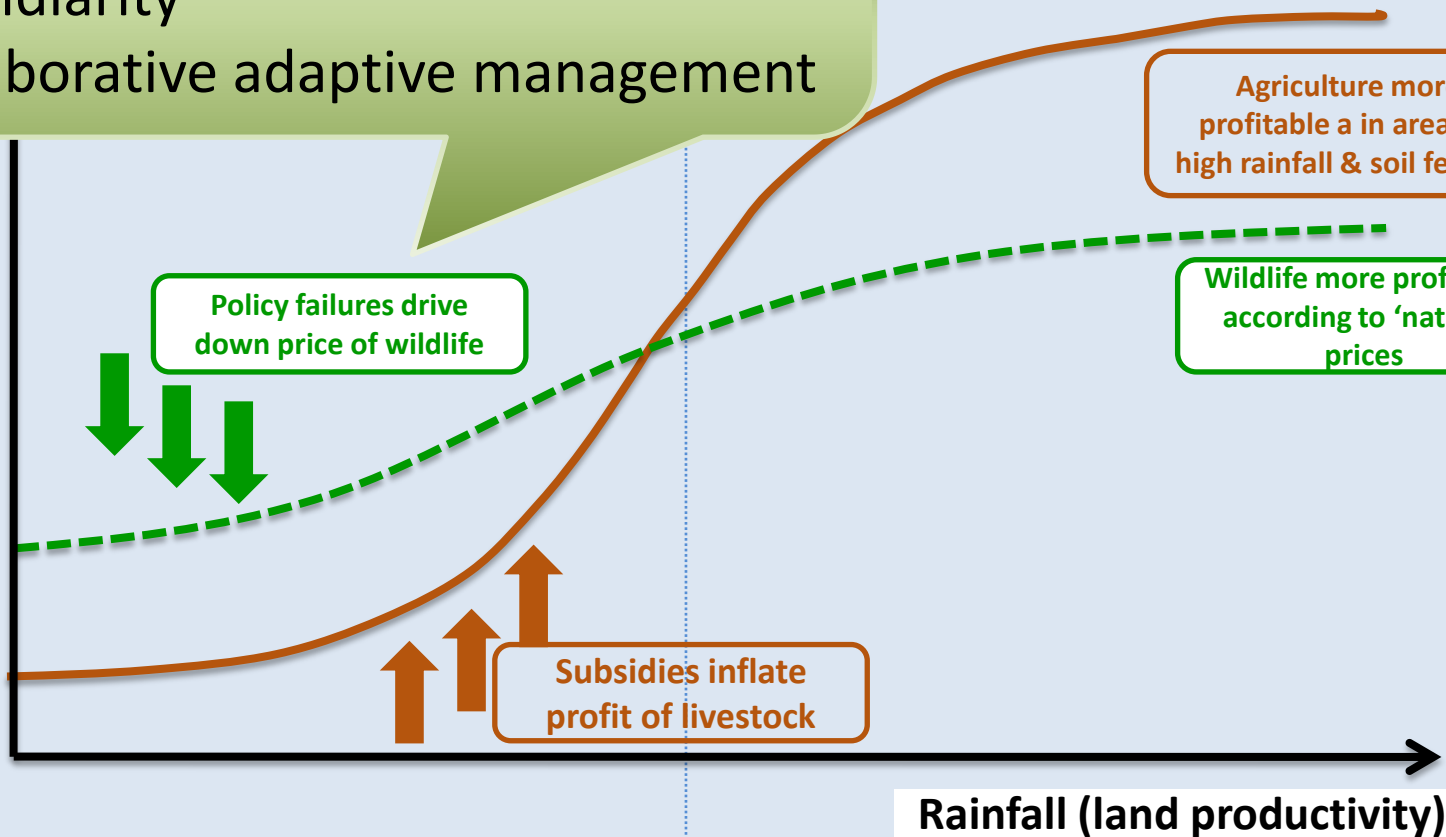 idiarity
borative adaptive management
Agriculture mor
profitable a in area
high rainfall & soil fe
Policy failures drive
down price of wildlife
Wildlife more prof
according to ‘nat
prices
Subsidies inflate
profit of livestock
Rainfall (land productivity)